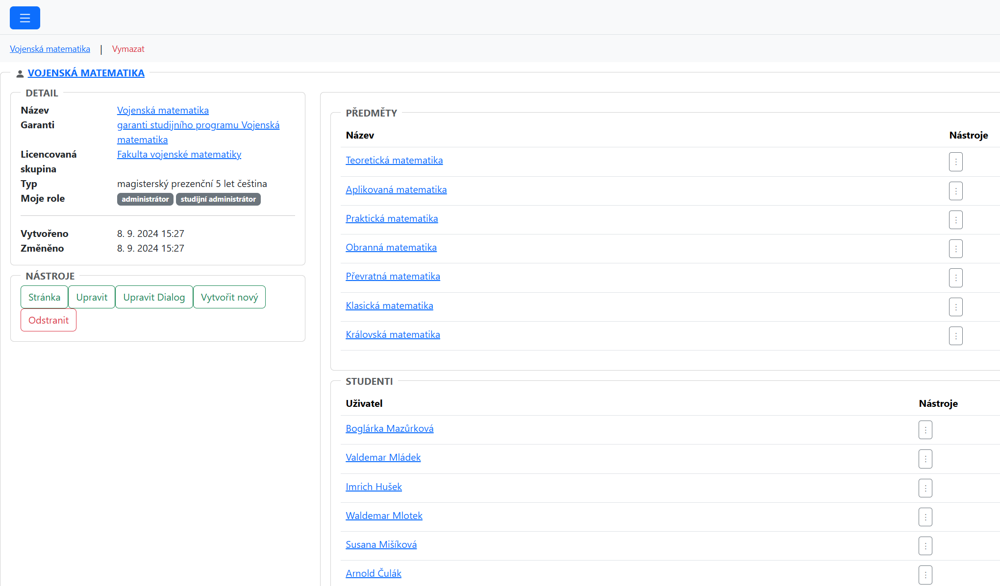 Vojenská matematika | Vymazat
VOJENSKÁ MATEMATIKA
DETAIL
Název Vojenská matematika
Garanti garanti studijního programu Vojenská
matematika
Licencovaná Fakulta vojenské matematiky
skupina
Typ magisterský prezenční 5 let čeština
Moje role administrátor studijní administrátor
Vytvořeno 8. 9. 2024 15:27
Změněno 8. 9. 2024 15:27
NÁSTROJE
Stránka Upravit Upravit Dialog Vytvořit nový
Odstranit
PŘEDMĚTY
Název Nástroje
Teoretická matematika
Aplikovaná matematika
Praktická matematika
Obranná matematika
Převratná matematika
Klasická matematika
Královská matematika
STUDENTI
Uživatel Nástroje
Boglárka Mazůrková
Valdemar Mládek
Imrich Hušek
Waldemar Mlotek
Susana Mišíková
Arnold Čulák